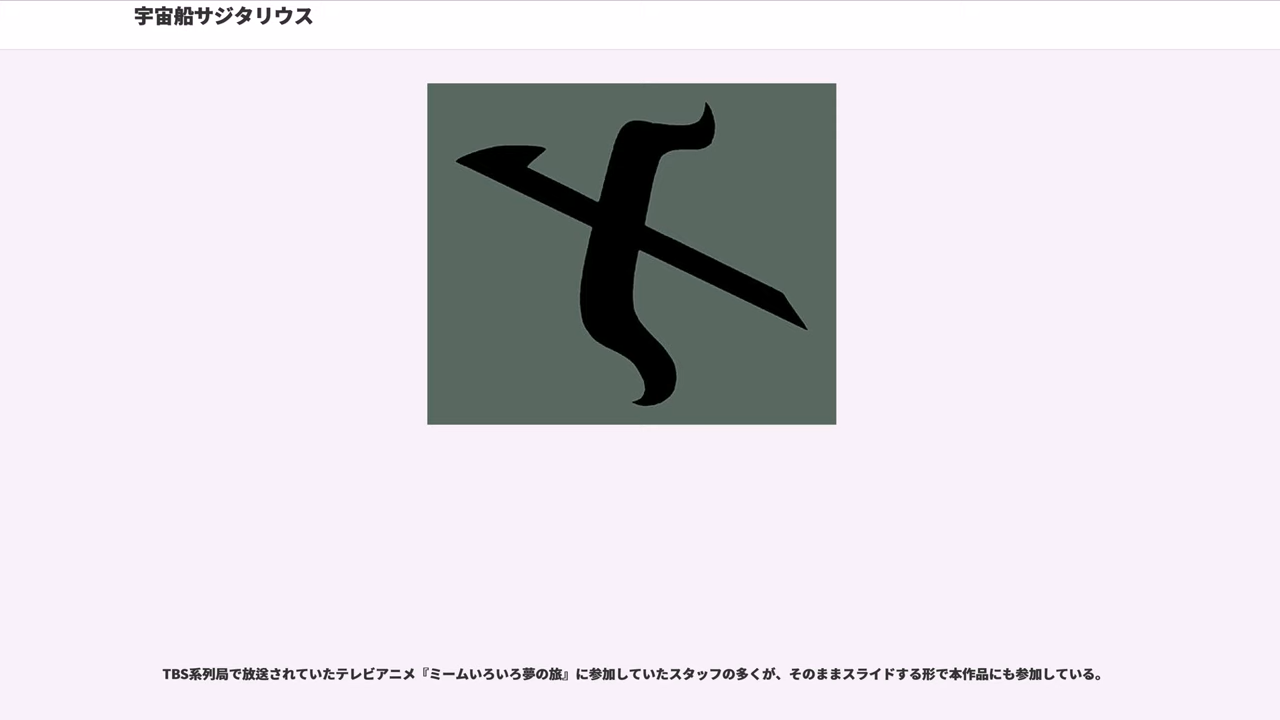 宇宙船サジタリウス
TBS系列局で放送されていたテレビアニメ『ミームいろいろ夢の旅』に参加していたスタッフの多くが、そのままスライドする形で本作品にも参加している。